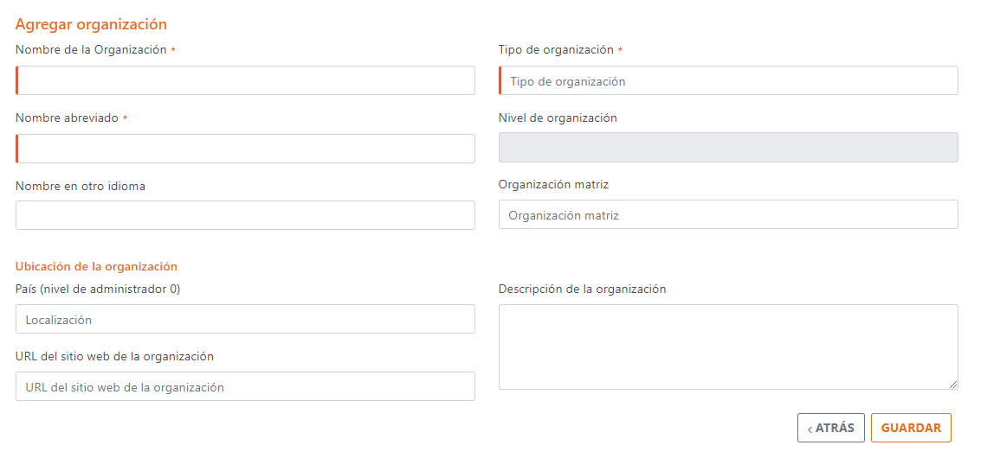 Agregar organización
Nombre de la Organización *
Tipo de organización *
Tipo de organización
Nombre abreviado *
Nivel de organización
Nombre en otro idioma
Organización matriz
Organización matriz
Ubicación de la organización
País (nivel de administrador 0)
Descripción de la organización
Localización
URL del sitio web de la organización
URL del sitio web de la organización
‹ ATRÁS
GUARDAR